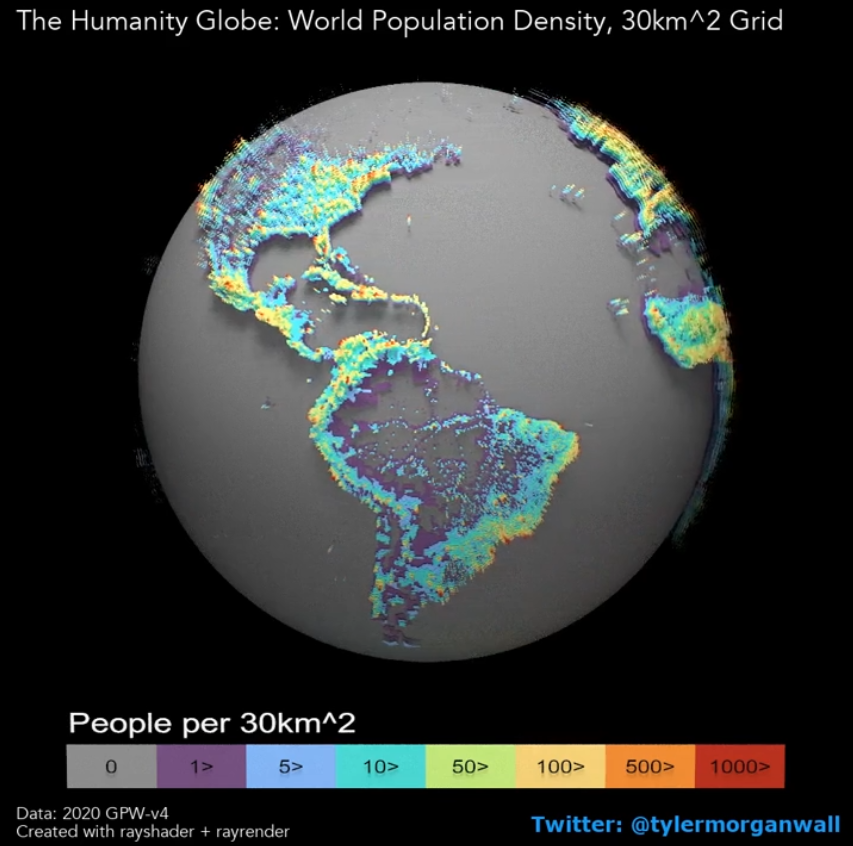 The Humanity Globe: World Population Density, 30km^2 Grid
People per 30km^2
0 1> 5> 10> 50> 100> 500> 1000>
Data: 2020 GPW-v4
Created with rayshader + rayrender
Twitter: @tylermorganwall